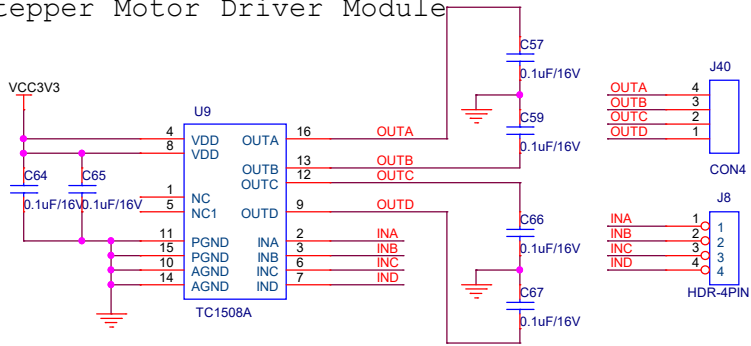 tepper Motor Driver Module
VCC3V3
C64
0.1uF/16V
C65
0.1uF/16V
U9
4 VDD OUTA 16 OUTA
8 VDD
OUTB 13 OUTB
OUTC 12 OUTC
1 NC
5 NC1 OUTD 9 OUTD
11 PGND INA 2 INA
15 PGND INB 3 INB
10 AGND INC 6 INC
14 AGND IND 7 IND
TC1508A
C57
0.1uF/16V
C59
0.1uF/16V
C66
0.1uF/16V
C67
0.1uF/16V
J40
OUTA 4
OUTB 3
OUTC 2
OUTD 1
CON4
J8
INA 1 1
INB 2 2
INC 3 3
IND 4 4
HDR-4PIN